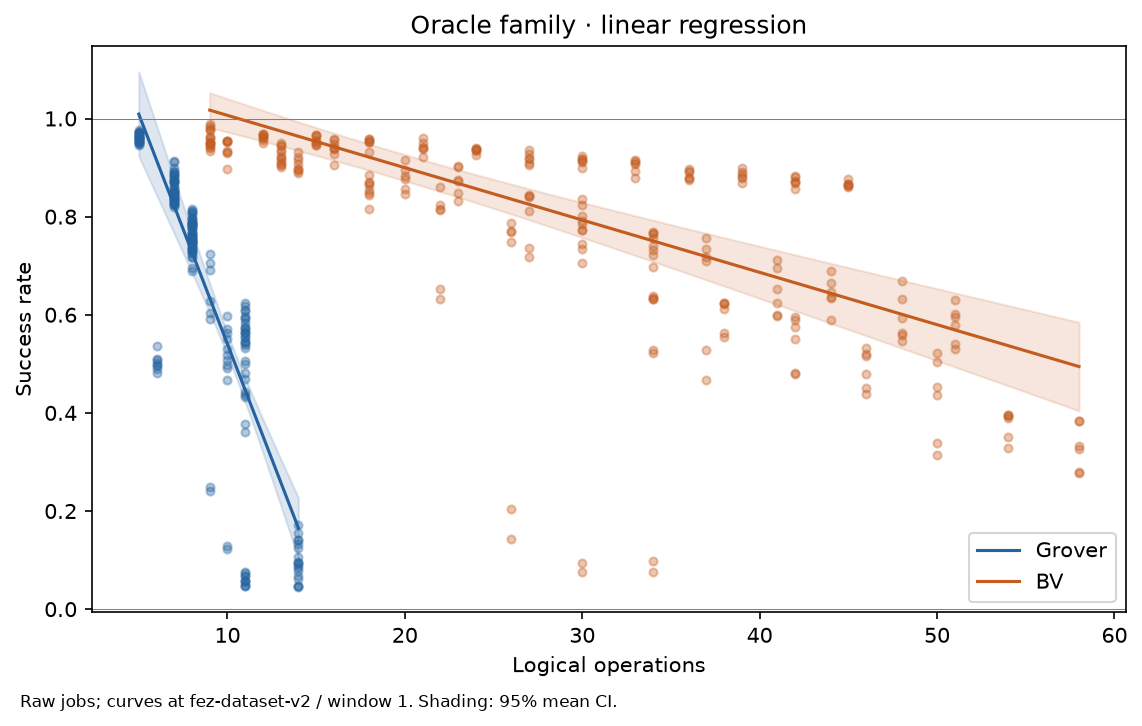 Oracle family · linear regression
Success rate
1.0
0.8
0.6
0.4
0.2
0.0
Grover
BV
10
20
30
40
50
60
Logical operations
Raw jobs; curves at fez-dataset-v2 / window 1. Shading: 95% mean CI.